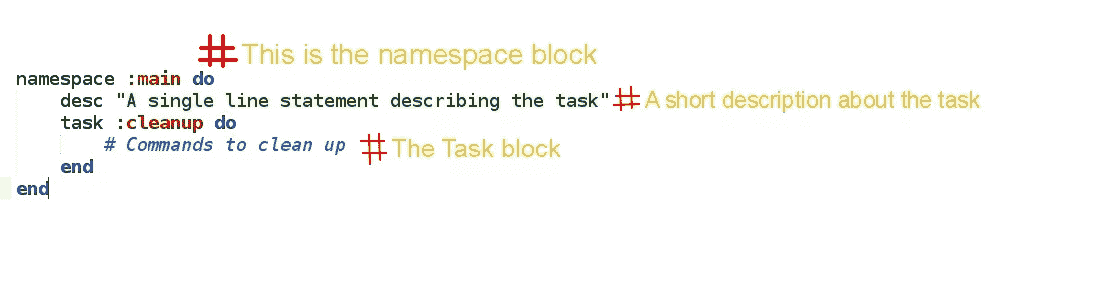 # This is the namespace block
namespace :main do
desc "A single line statement describing the task" # A short description about the task
task :cleanup do
# Commands to clean up # The Task block
end
end